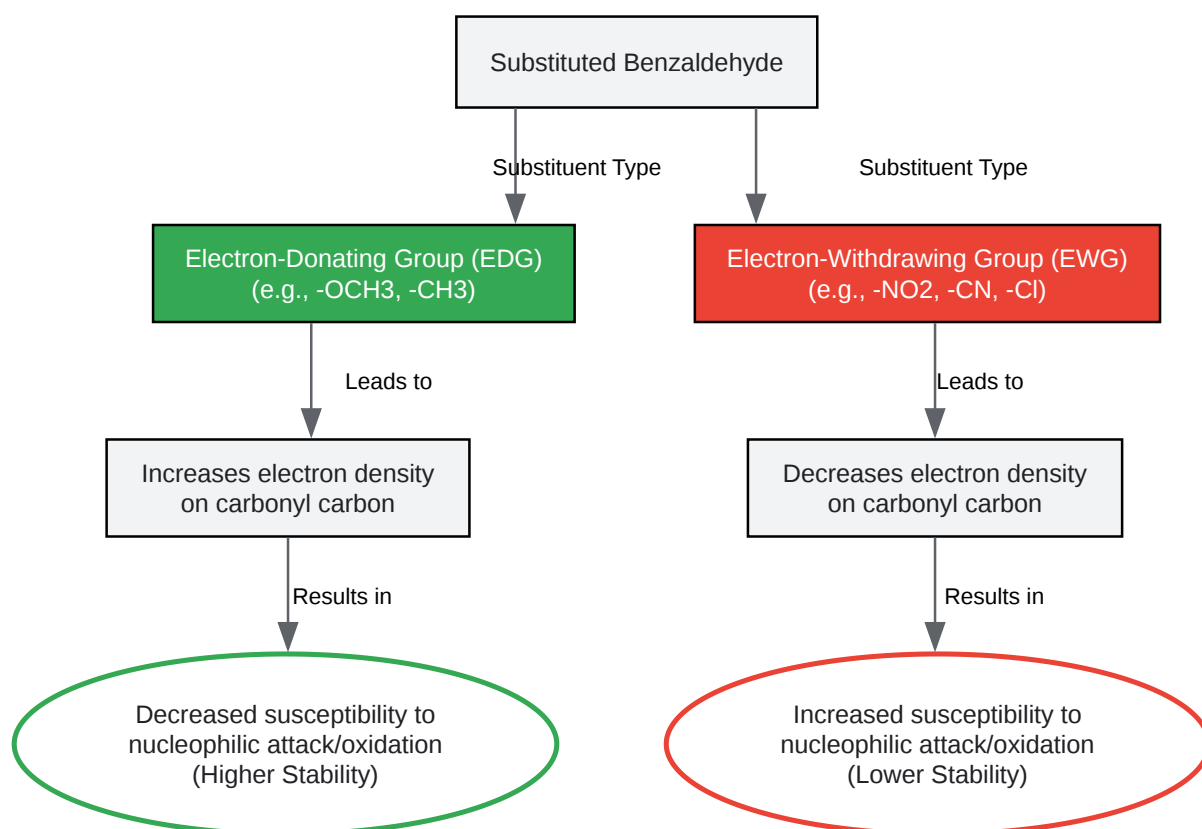 Substituted Benzaldehyde
Substituent Type
Substituent Type
Electron-Donating Group (EDG)
(e.g., -OCH3, -CH3)
Electron-Withdrawing Group (EWG)
(e.g., -NO2, -CN, -Cl)
Leads to
Leads to
Increases electron density
on carbonyl carbon
Decreases electron density
on carbonyl carbon
Results in
Results in
Decreased susceptibility to
nucleophilic attack/oxidation
(Higher Stability)
Increased susceptibility to
nucleophilic attack/oxidation
(Lower Stability)